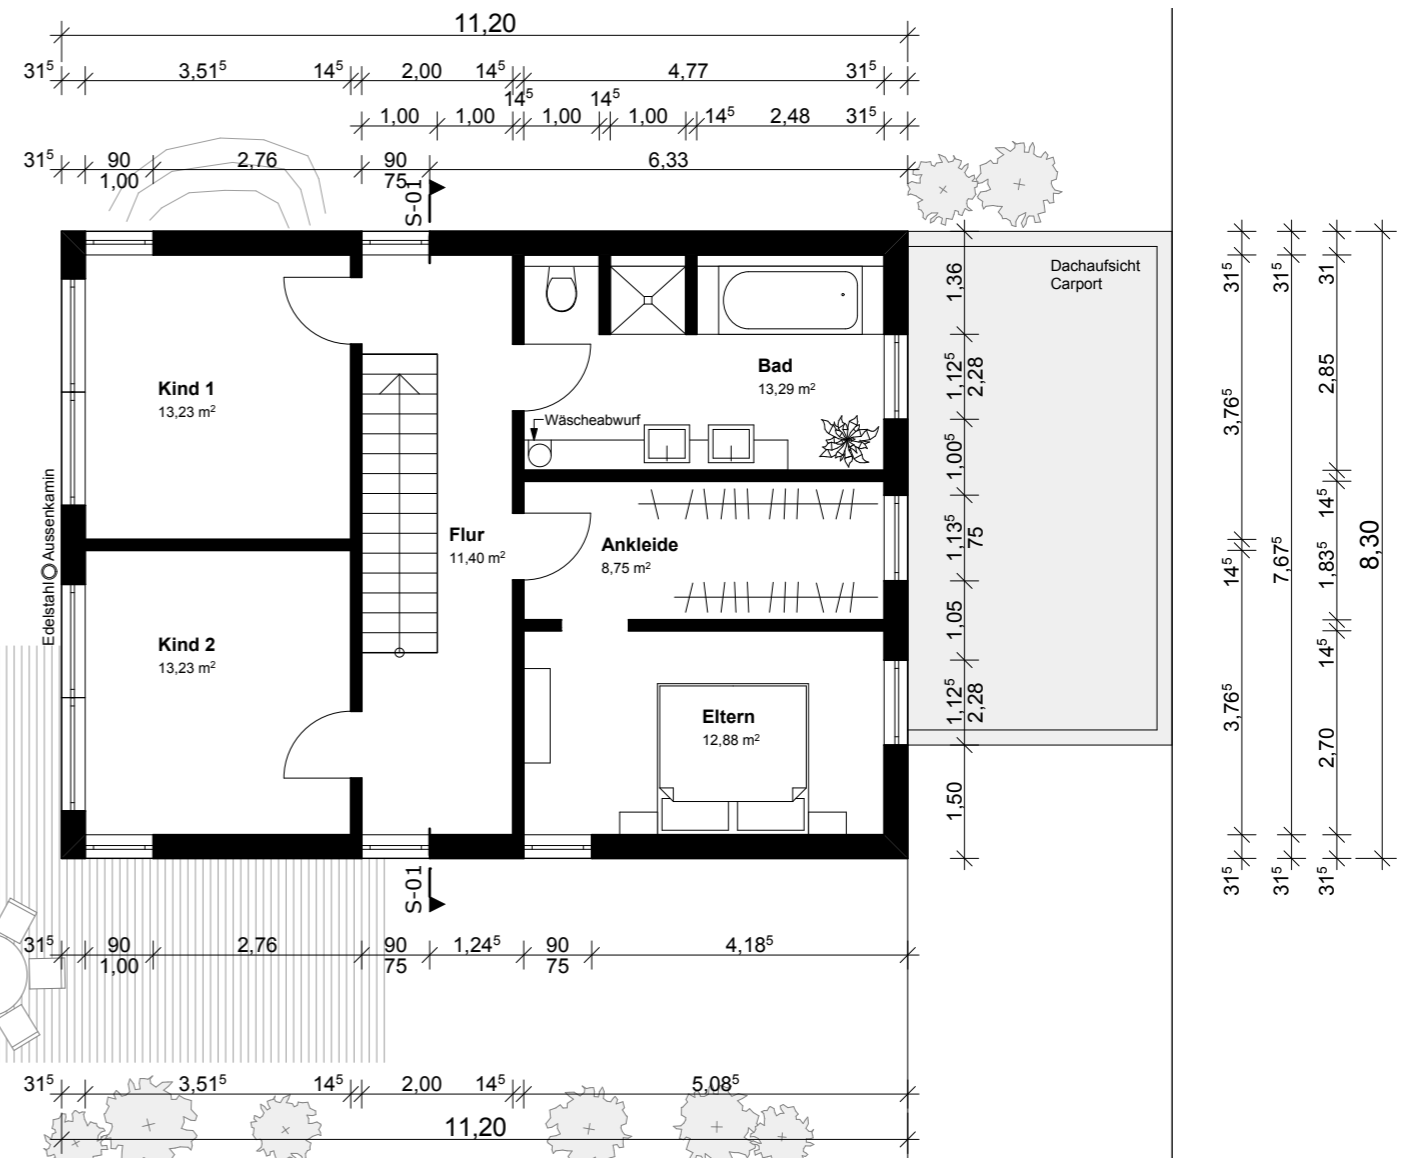 11,20
31⁵ 3,51⁵ 14⁵ 2,00 14⁵ 4,77 31⁵
14⁵ 14⁵
1,00 1,00 1,00 1,00 14⁵ 2,48 31⁵
31⁵ 90 2,76 90 6,33
1,00 75
S-01
Dachaufsicht
Carport
Kind 1
13,23 m²
Bad
13,29 m²
Wäscheabwurf
Flur
11,40 m²
Ankleide
8,75 m²
Edelstahl Aussenkamin
Kind 2
13,23 m²
Eltern
12,88 m²
1,36
1,12⁵
2,28
1,00⁵
1,13⁵
75
1,05
1,12⁵
2,28
1,50
31⁵
3,76⁵
14⁵
3,76⁵
31⁵
31⁵
7,67⁵
31⁵
31
2,85
14⁵
1,83⁵
14⁵
2,70
31⁵
8,30
S-01
31⁵ 90 2,76 90 1,24⁵ 90 4,18⁵
1,00 75 75
31⁵ 3,51⁵ 14⁵ 2,00 14⁵ 5,08⁵
11,20